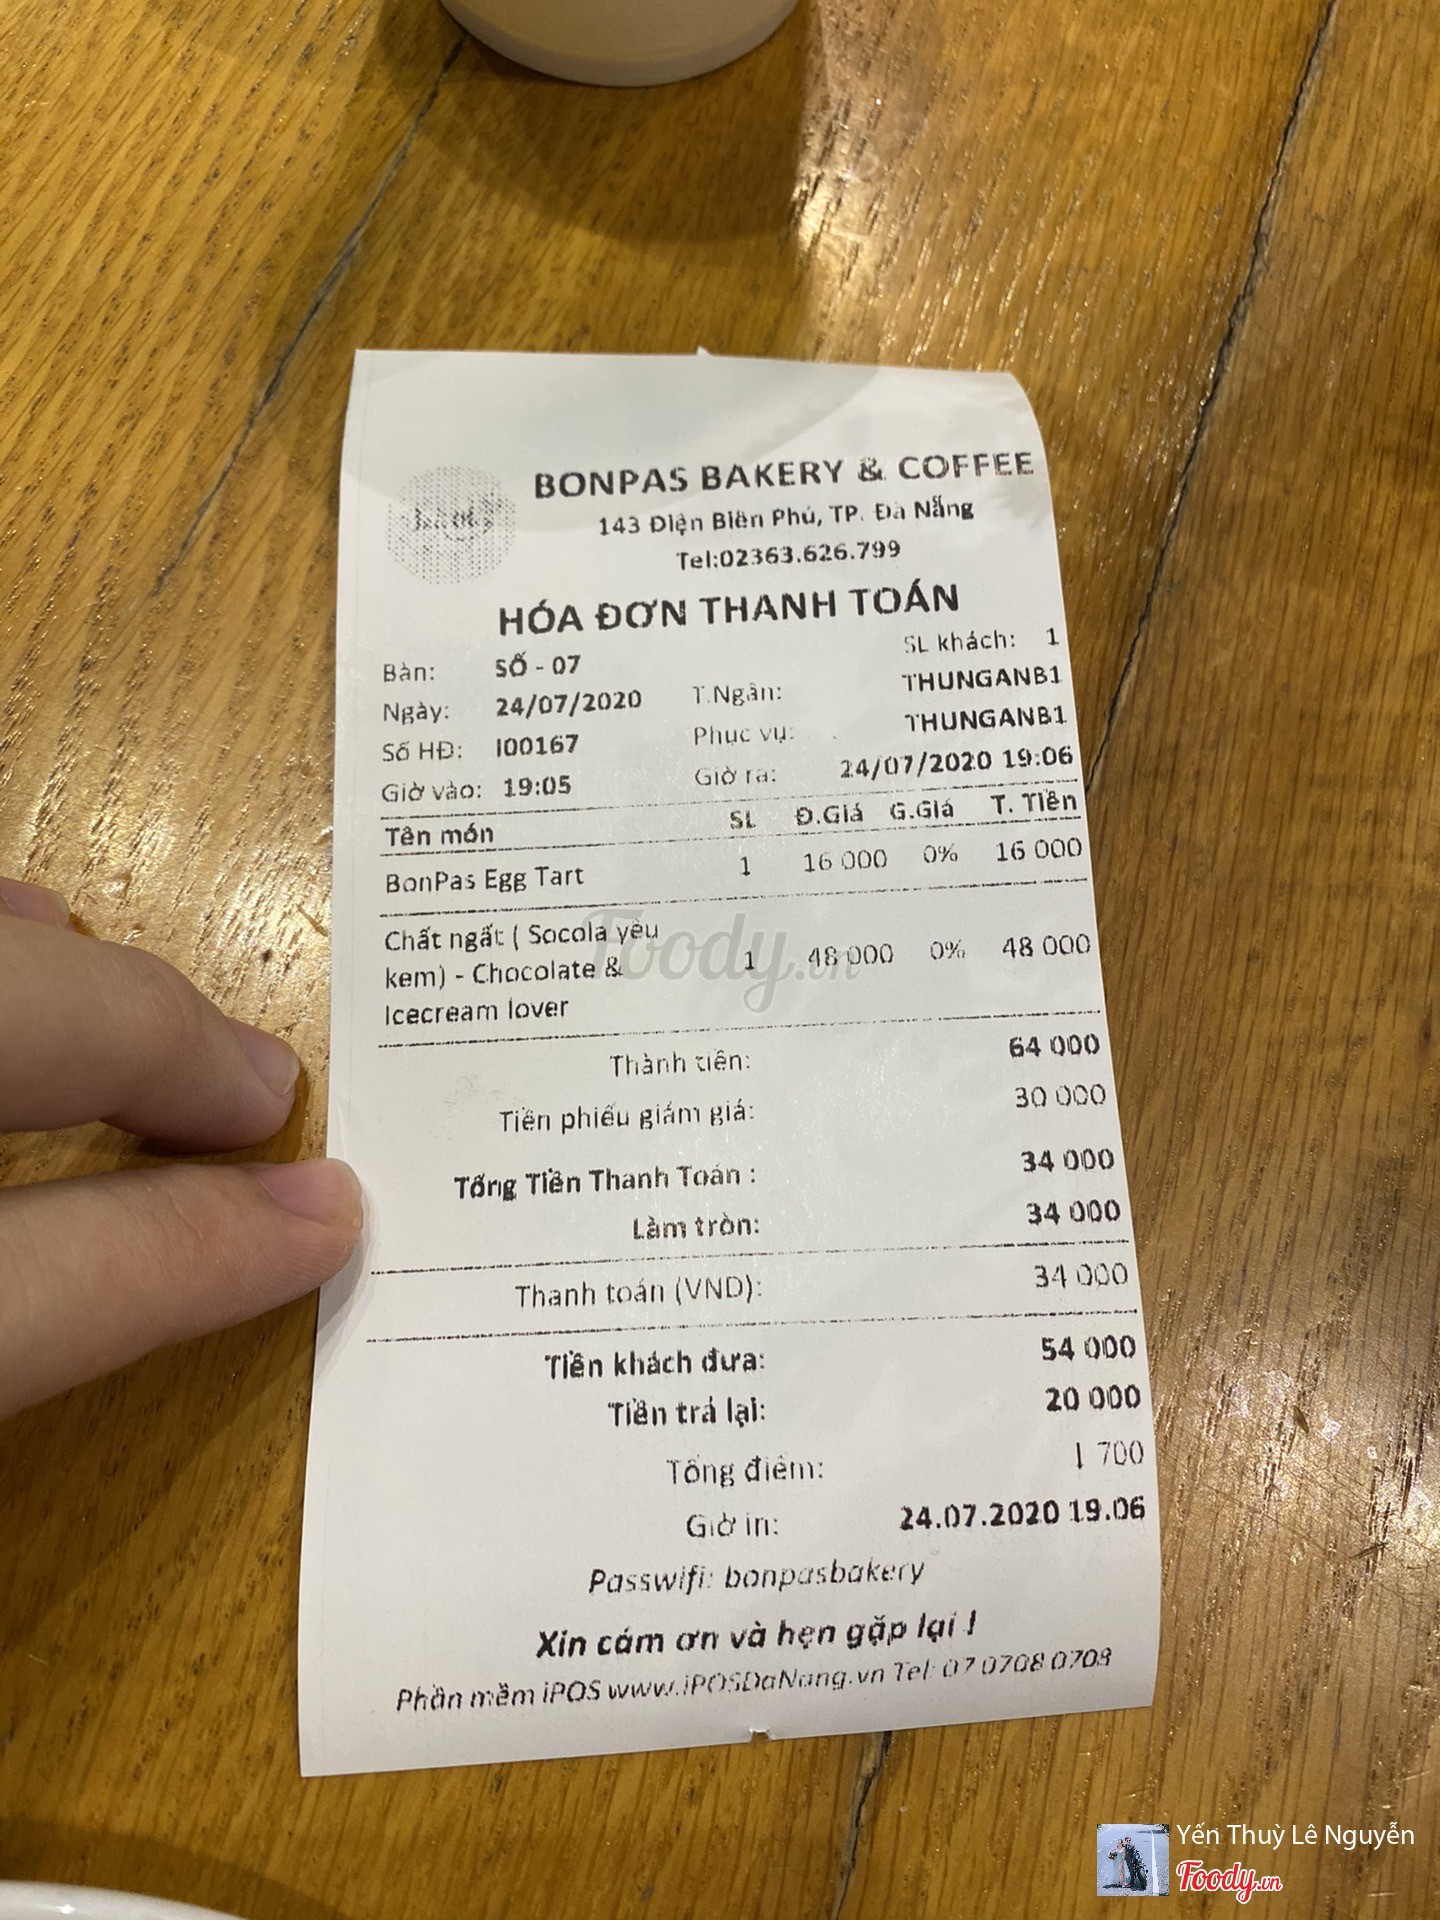 BONPAS BAKERY & COFFEE
143 Điện Biên Phủ, TP. Đà Nẵng
Tel:02363.626.799
HÓA ĐƠN THANH TOÁN
SL khách: 1
Bàn: SỐ - 07
Ngày: 24/07/2020 T.Ngân: THUNGANB1
Số HĐ: I00167 Phục vụ: THUNGANB1
Giờ vào: 19:05 Giờ ra: 24/07/2020 19:06
Tên món SL Đ.Giá G.Giá T. Tiền
BonPas Egg Tart 1 16 000 0% 16 000
Chất ngất ( Socola yêu
kem) - Chocolate & 1 48 000 0% 48 000
Icecream lover
Thành tiền: 64 000
Tiền phiếu giảm giá: 30 000
Tổng Tiền Thanh Toán : 34 000
Làm tròn: 34 000
Thanh toán (VND): 34 000
Tiền khách đưa: 54 000
Tiền trả lại: 20 000
Tổng điểm: 1 700
Giờ in: 24.07.2020 19.06
Passwifi: bonpasbakery
Xin cám ơn và hẹn gặp lại !
Phần mềm iPOS www.iPOSDaNang.vn Tel: 07 0708 0708
Foody.vn
Yến Thuỳ Lê Nguyễn
Foody.vn